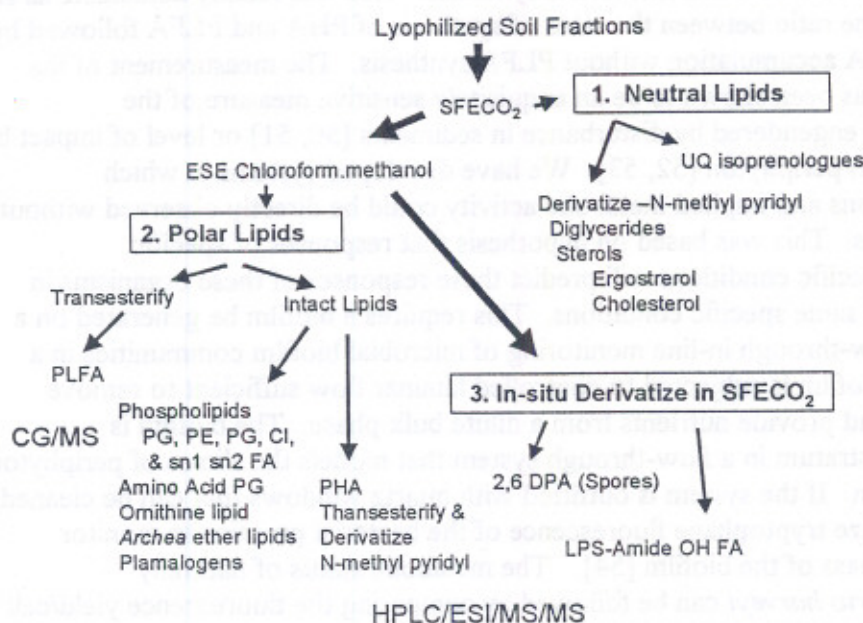 Lyophilized Soil Fractions
SFECO₂
1. Neutral Lipids
UQ isoprenologues
ESE Chloroform.methanol
Derivatize –N-methyl pyridyl
Diglycerides
Sterols
Ergostrerol
Cholesterol
2. Polar Lipids
Transesterify
Intact Lipids
PLFA
CG/MS
Phospholipids
PG, PE, PG, Cl,
& sn1 sn2 FA
Amino Acid PG
Ornithine lipid
Archea ether lipids
Plamalogens
PHA
Thansesterify &
Derivatize
N-methyl pyridyl
3. In-situ Derivatize in SFECO₂
2,6 DPA (Spores)
LPS-Amide OH FA
HPLC/ESI/MS/MS